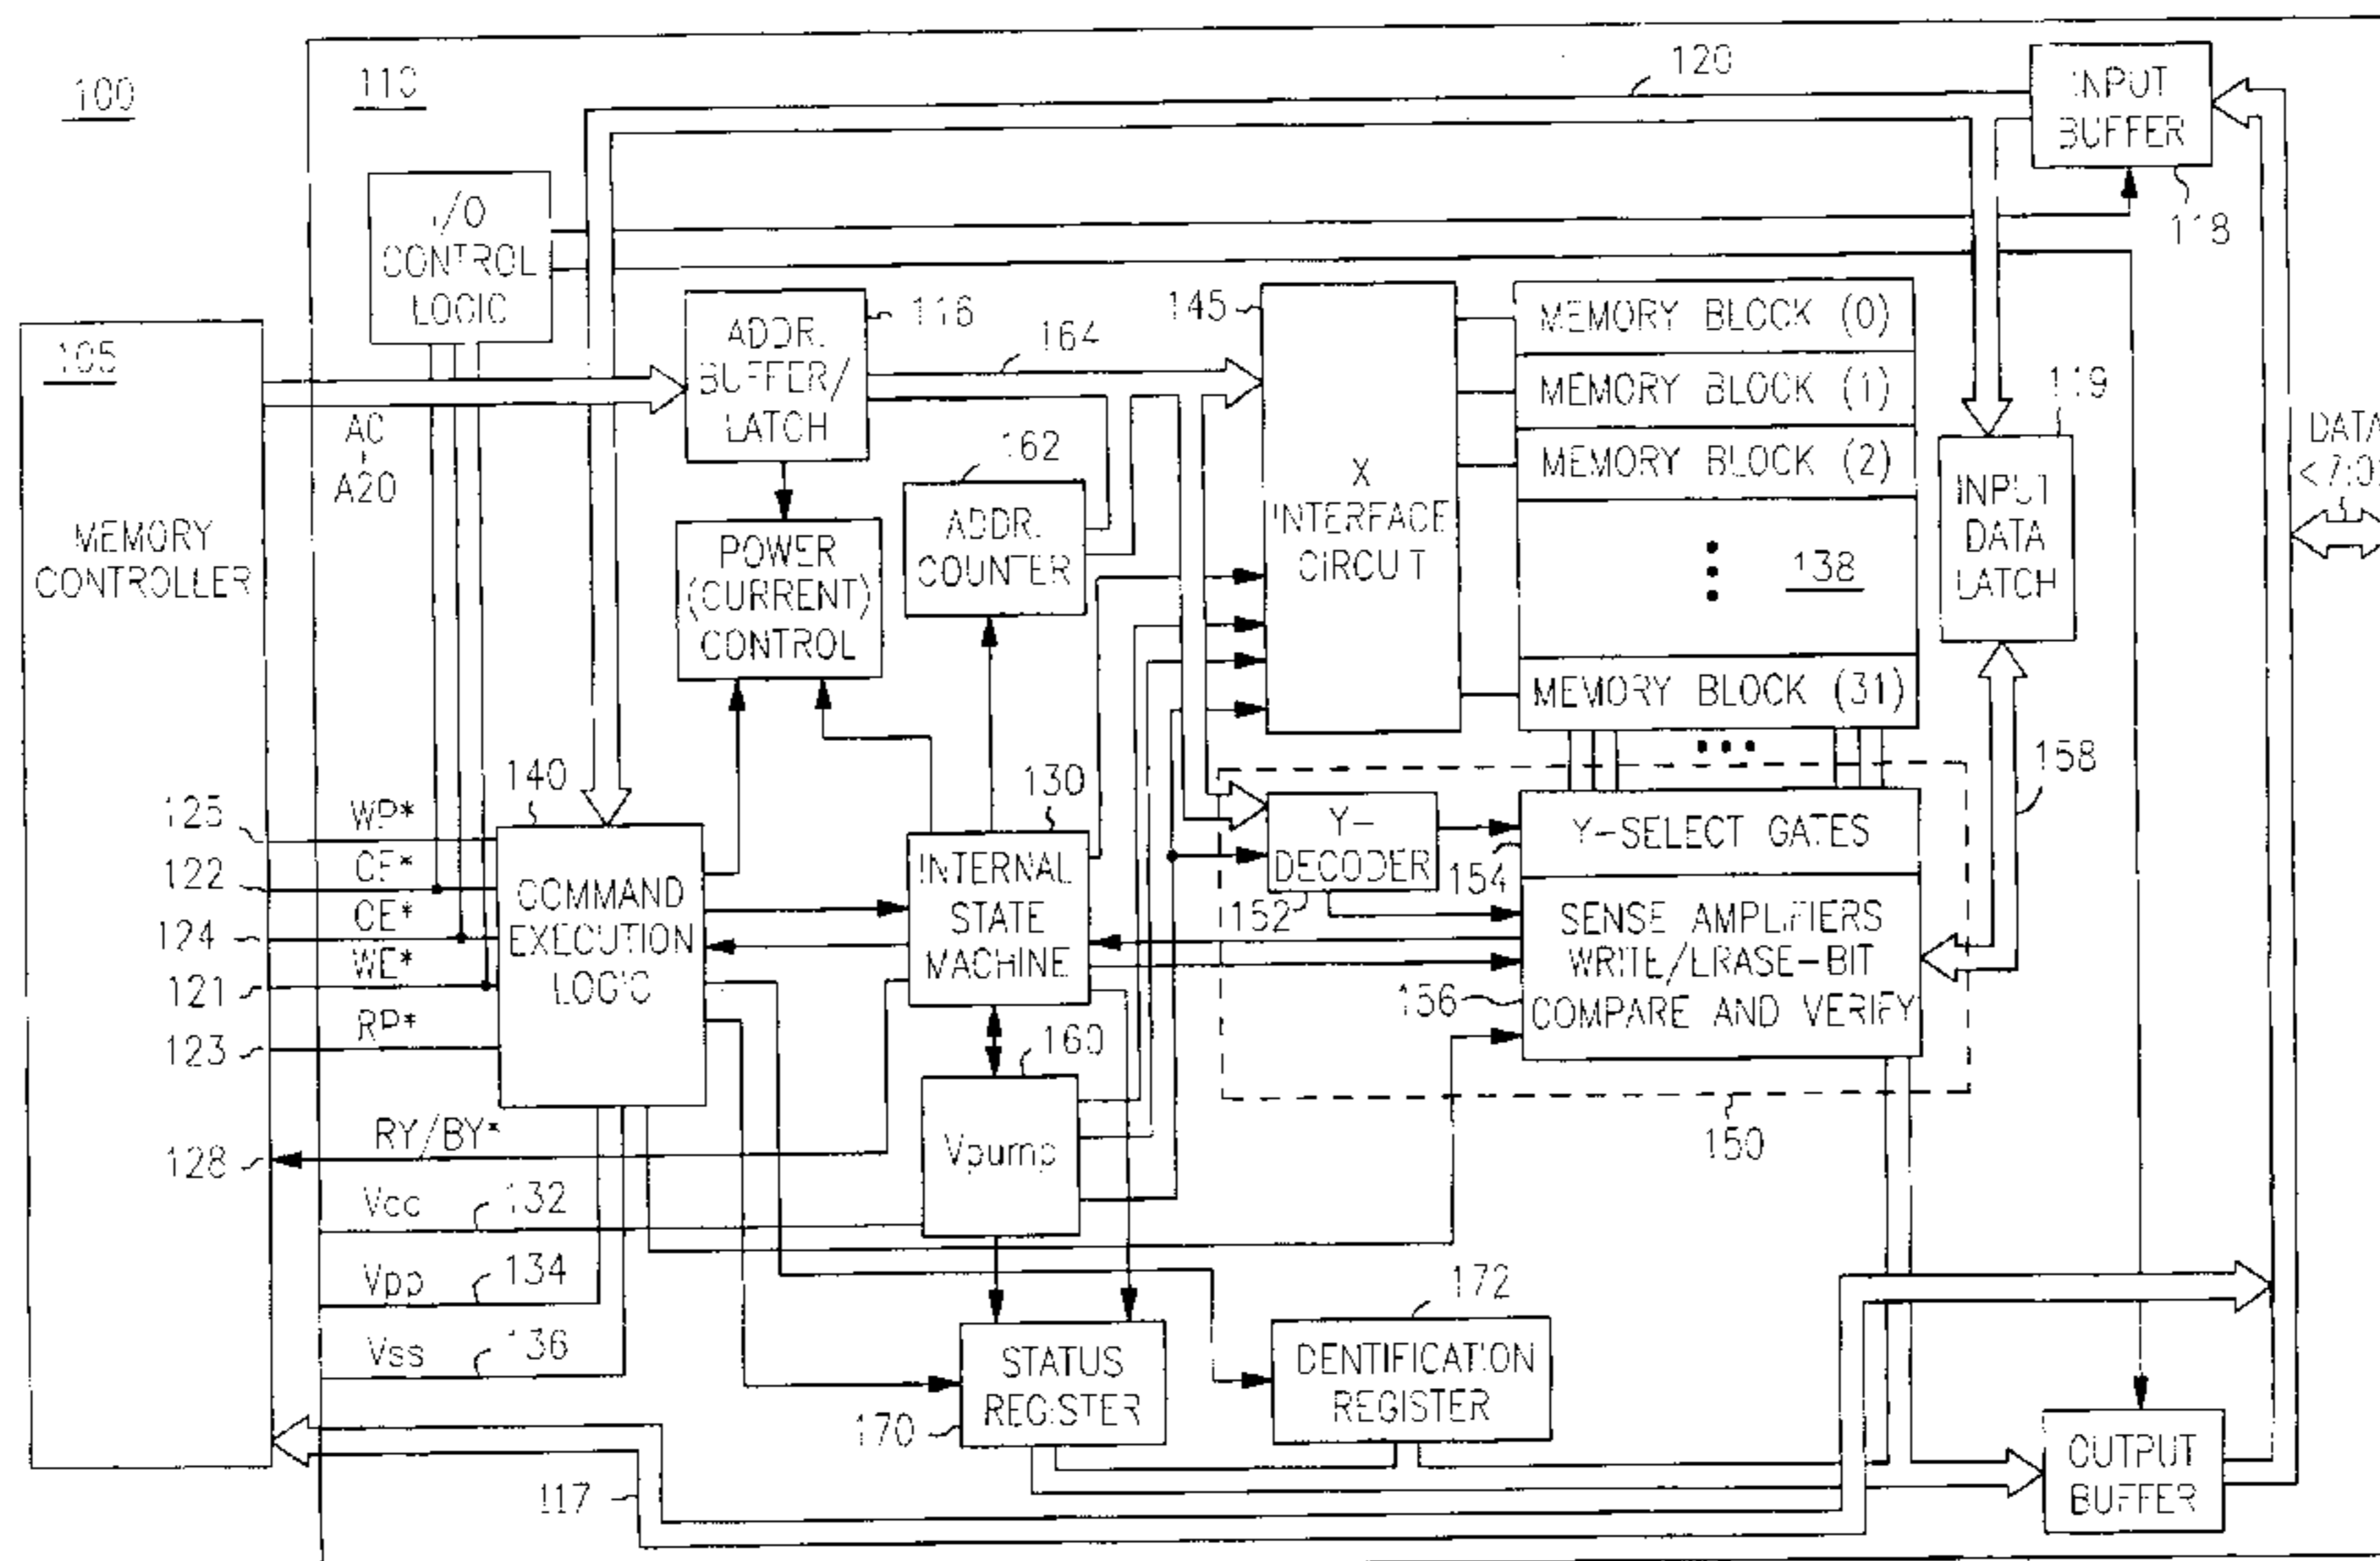 100
110
120
INPUT
BUFFER
118
I/O
CONTROL
LOGIC
105
MEMORY
CONTROLLER
A0
A20
ADDR.
BUFFER/
LATCH
116
164
145
X
INTERFACE
CIRCUIT
MEMORY BLOCK (0)
MEMORY BLOCK (1)
MEMORY BLOCK (2)
138
MEMORY BLOCK (31)
119
INPUT
DATA
LATCH
DATA
<7:0>
POWER
(CURRENT)
CONTROL
162
ADDR.
COUNTER
140
COMMAND
EXECUTION
LOGIC
130
INTERNAL
STATE
MACHINE
Y-
DECODER
152
154
Y-SELECT GATES
SENSE AMPLIFIERS
WRITE/ERASE-BIT
COMPARE AND VERIFY
156
158
150
125
WP*
122
124
CE*
121
WE*
123
RP*
128
RY/BY*
Vcc
132
Vpp
134
Vss
136
160
Vpump
STATUS
REGISTER
170
172
IDENTIFICATION
REGISTER
117
OUTPUT
BUFFER